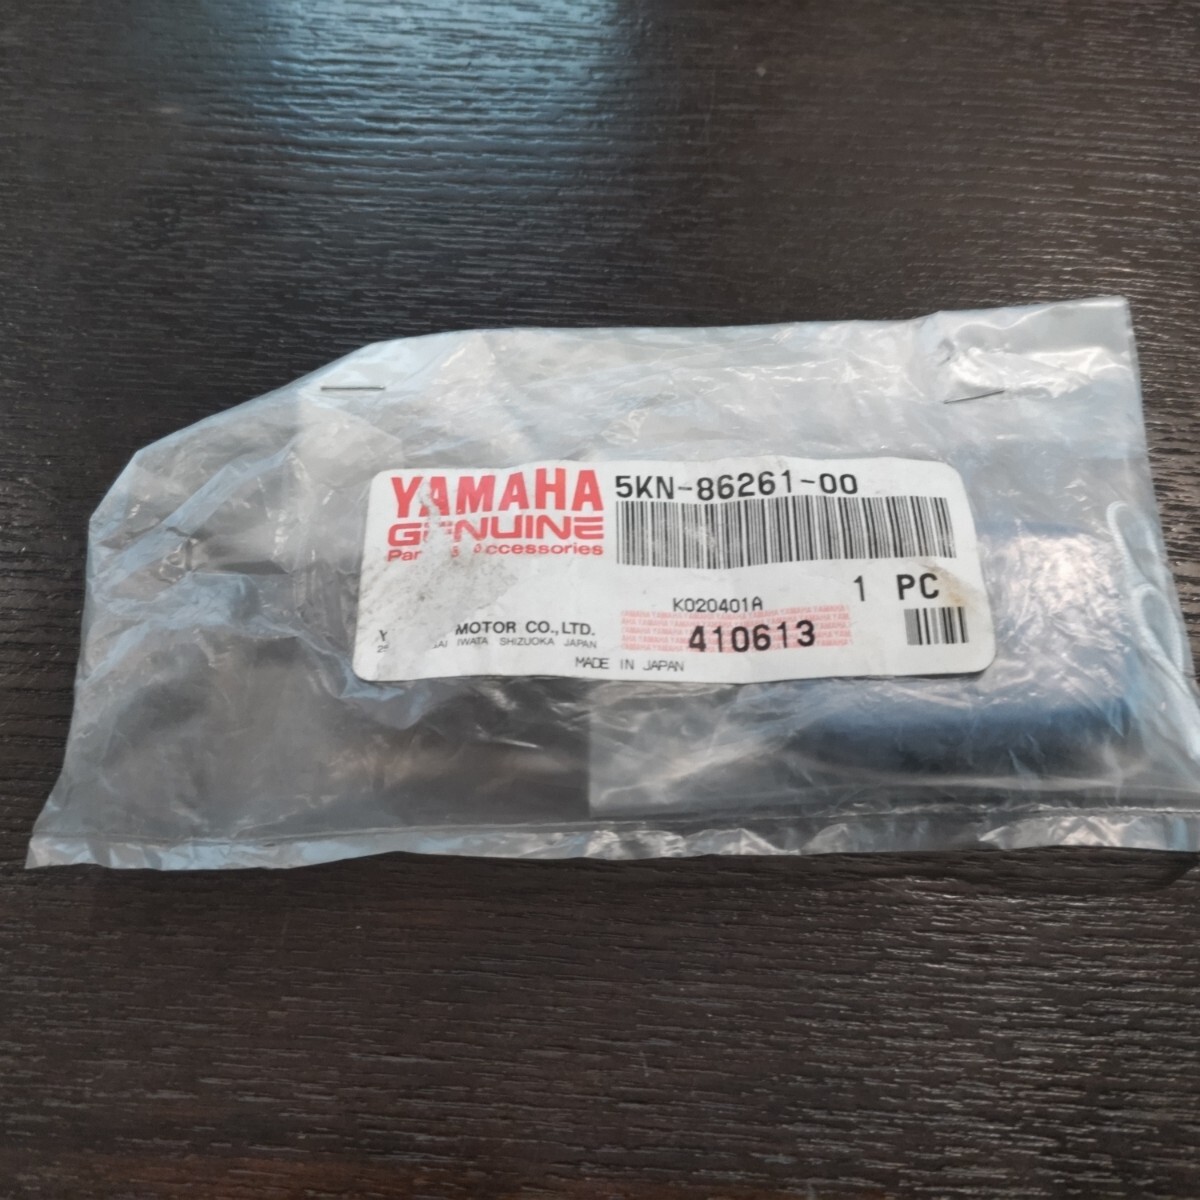 YAMAHA
GENUINE
Parts & Accessories
5KN-86261-00
1 PC
K020401A
410613
MOTOR CO.,LTD.
IWATA SHIZUOKA JAPAN
MADE IN JAPAN